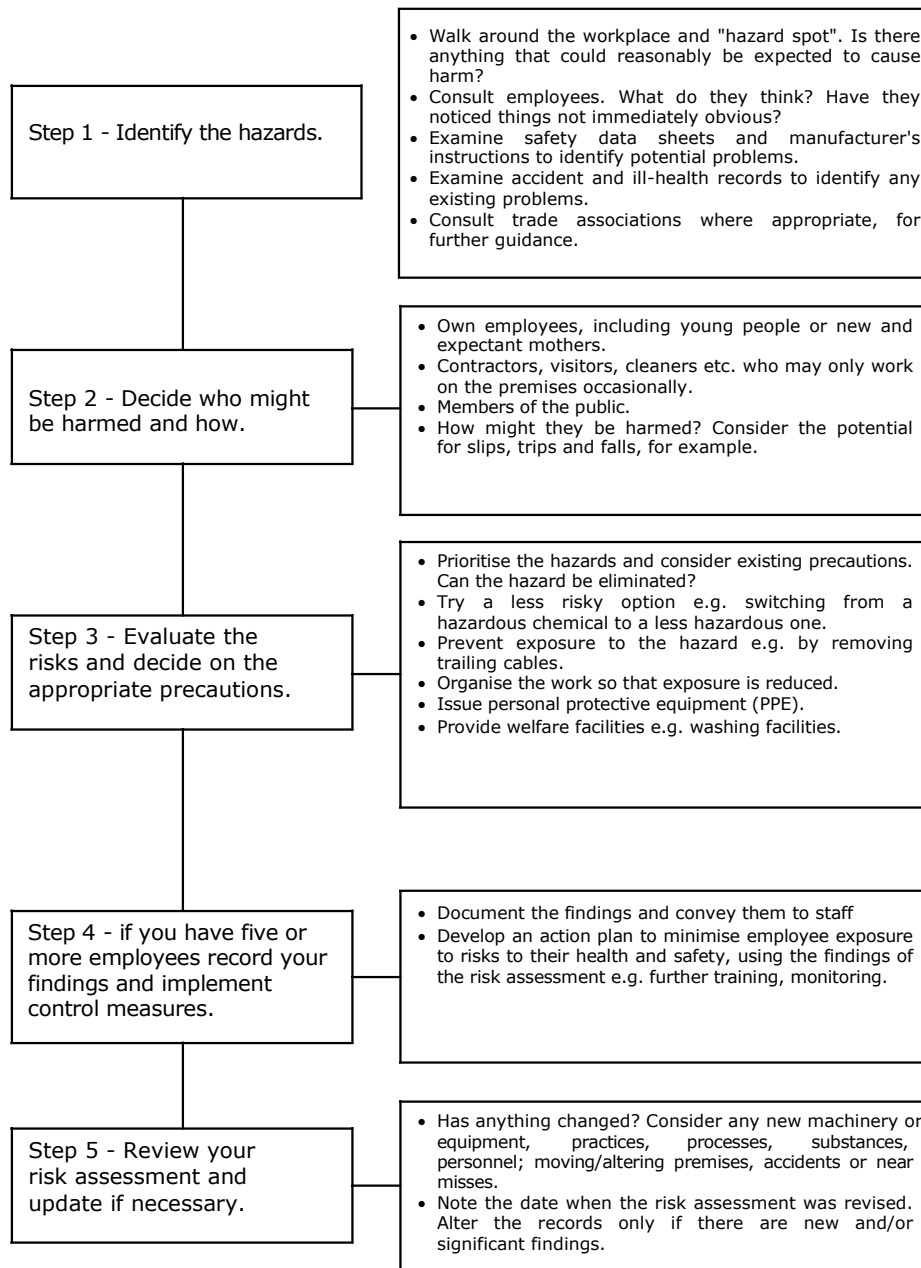 Step 1 - Identify the hazards.
• Walk around the workplace and "hazard spot". Is there
anything that could reasonably be expected to cause
harm?
• Consult employees. What do they think? Have they
noticed things not immediately obvious?
• Examine safety data sheets and manufacturer's
instructions to identify potential problems.
• Examine accident and ill-health records to identify any
existing problems.
• Consult trade associations where appropriate, for
further guidance.
Step 2 - Decide who might
be harmed and how.
• Own employees, including young people or new and
expectant mothers.
• Contractors, visitors, cleaners etc. who may only work
on the premises occasionally.
• Members of the public.
• How might they be harmed? Consider the potential
for slips, trips and falls, for example.
Step 3 - Evaluate the
risks and decide on the
appropriate precautions.
• Prioritise the hazards and consider existing precautions.
Can the hazard be eliminated?
• Try a less risky option e.g. switching from a
hazardous chemical to a less hazardous one.
• Prevent exposure to the hazard e.g. by removing
trailing cables.
• Organise the work so that exposure is reduced.
• Issue personal protective equipment (PPE).
• Provide welfare facilities e.g. washing facilities.
Step 4 - if you have five or
more employees record your
findings and implement
control measures.
• Document the findings and convey them to staff
• Develop an action plan to minimise employee exposure
to risks to their health and safety, using the findings of
the risk assessment e.g. further training, monitoring.
Step 5 - Review your
risk assessment and
update if necessary.
• Has anything changed? Consider any new machinery or
equipment, practices, processes, substances,
personnel; moving/altering premises, accidents or near
misses.
• Note the date when the risk assessment was revised.
Alter the records only if there are new and/or
significant findings.